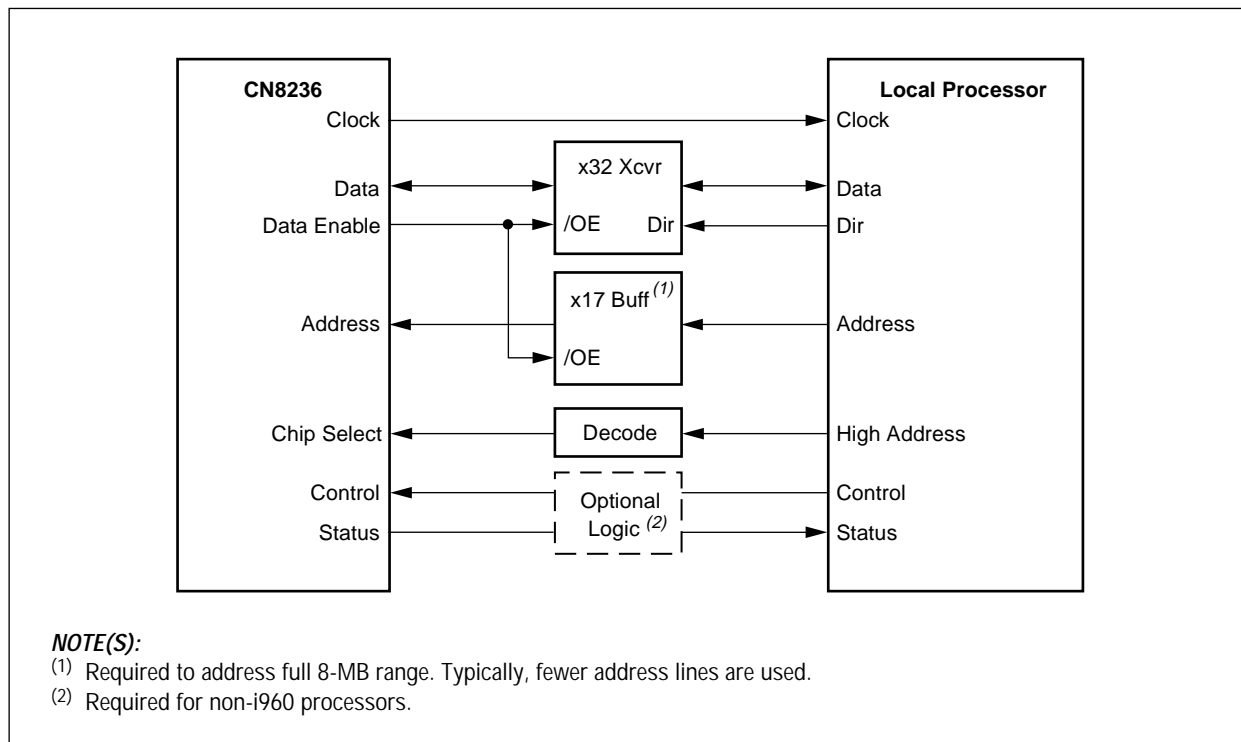 CN8236
Local Processor
Clock
Clock
x32 Xcvr
Data
Data
Data Enable
/OE
Dir
Dir
x17 Buff (1)
Address
Address
/OE
Chip Select
Decode
High Address
Control
Optional
Logic (2)
Control
Status
Status
NOTE(S):
(1) Required to address full 8-MB range. Typically, fewer address lines are used.
(2) Required for non-i960 processors.